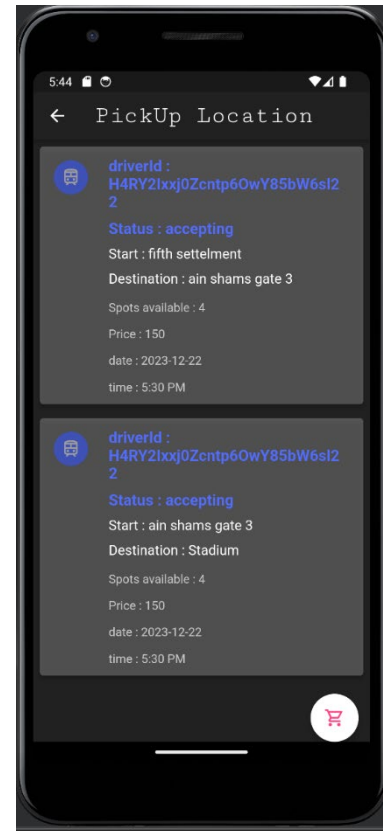 5:44
PickUp Location
driverId :
H4RY2lxxj0Zcntp6OwY85bW6sl2
2
Status : accepting
Start : fifth settelment
Destination : ain shams gate 3
Spots available : 4
Price : 150
date : 2023-12-22
time : 5:30 PM
driverId :
H4RY2lxxj0Zcntp6OwY85bW6sl2
2
Status : accepting
Start : ain shams gate 3
Destination : Stadium
Spots available : 4
Price : 150
date : 2023-12-22
time : 5:30 PM